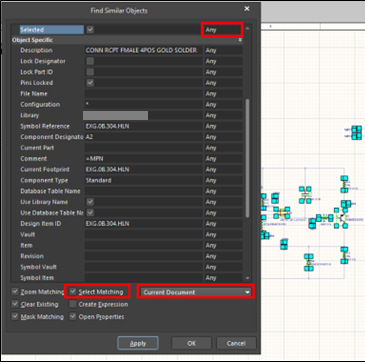 Find Similar Objects
Selected Any
Object Specific
Description CONN RCPT FMALE 4POS GOLD SOLDER Any
Lock Designator Any
Lock Part ID Any
Pins Locked Any
File Name Any
Configuration * Any
Library Any
Symbol Reference EXG.0B.304.HLN Any
Component Designato A2 Any
Current Part Any
Comment =MPN Any
Current Footprint EXG.0B.304.HLN Any
Component Type Standard Any
Database Table Name Any
Use Library Name Any
Use Database Table N Any
Design Item ID EXG.0B.304.HLN Any
Vault Any
Item Any
Revision Any
Symbol Vault Any
Symbol Item Any
Zoom Matching Select Matching Current Document
Clear Existing Create Expression
Mask Matching Open Properties
Apply OK Cancel